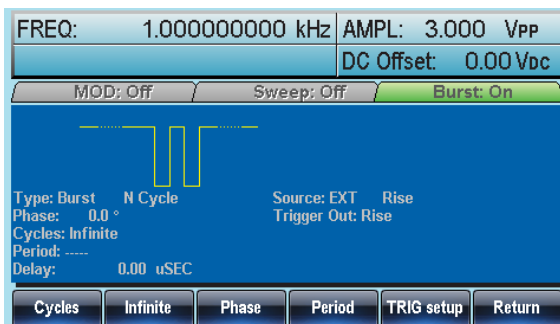 FREQ: 1.0000000000 kHz AMPL: 3.000 VPP
DC Offset: 0.00 VDC
MOD: Off Sweep: Off Burst: On
Type: Burst N Cycle Source: EXT Rise
Phase: 0.0 ° Trigger Out: Rise
Cycles: Infinite
Period: -----
Delay: 0.00 uSEC
Cycles Infinite Phase Period TRIG setup Return